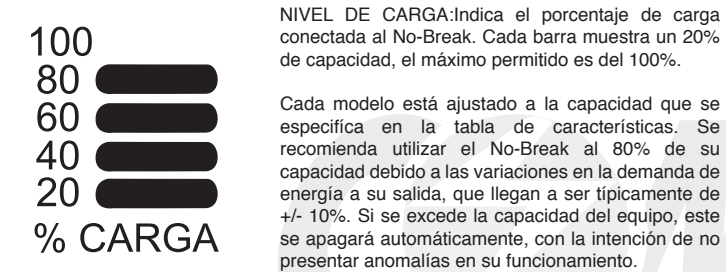 100
80
60
40
20
% CARGA
NIVEL DE CARGA:Indica el porcentaje de carga
conectada al No-Break. Cada barra muestra un 20%
de capacidad, el máximo permitido es del 100%.
Cada modelo está ajustado a la capacidad que se
especifíca en la tabla de características. Se
recomienda utilizar el No-Break al 80% de su
capacidad debido a las variaciones en la demanda de
energía a su salida, que llegan a ser típicamente de
+/- 10%. Si se excede la capacidad del equipo, este
se apagará automáticamente, con la intención de no
presentar anomalías en su funcionamiento.